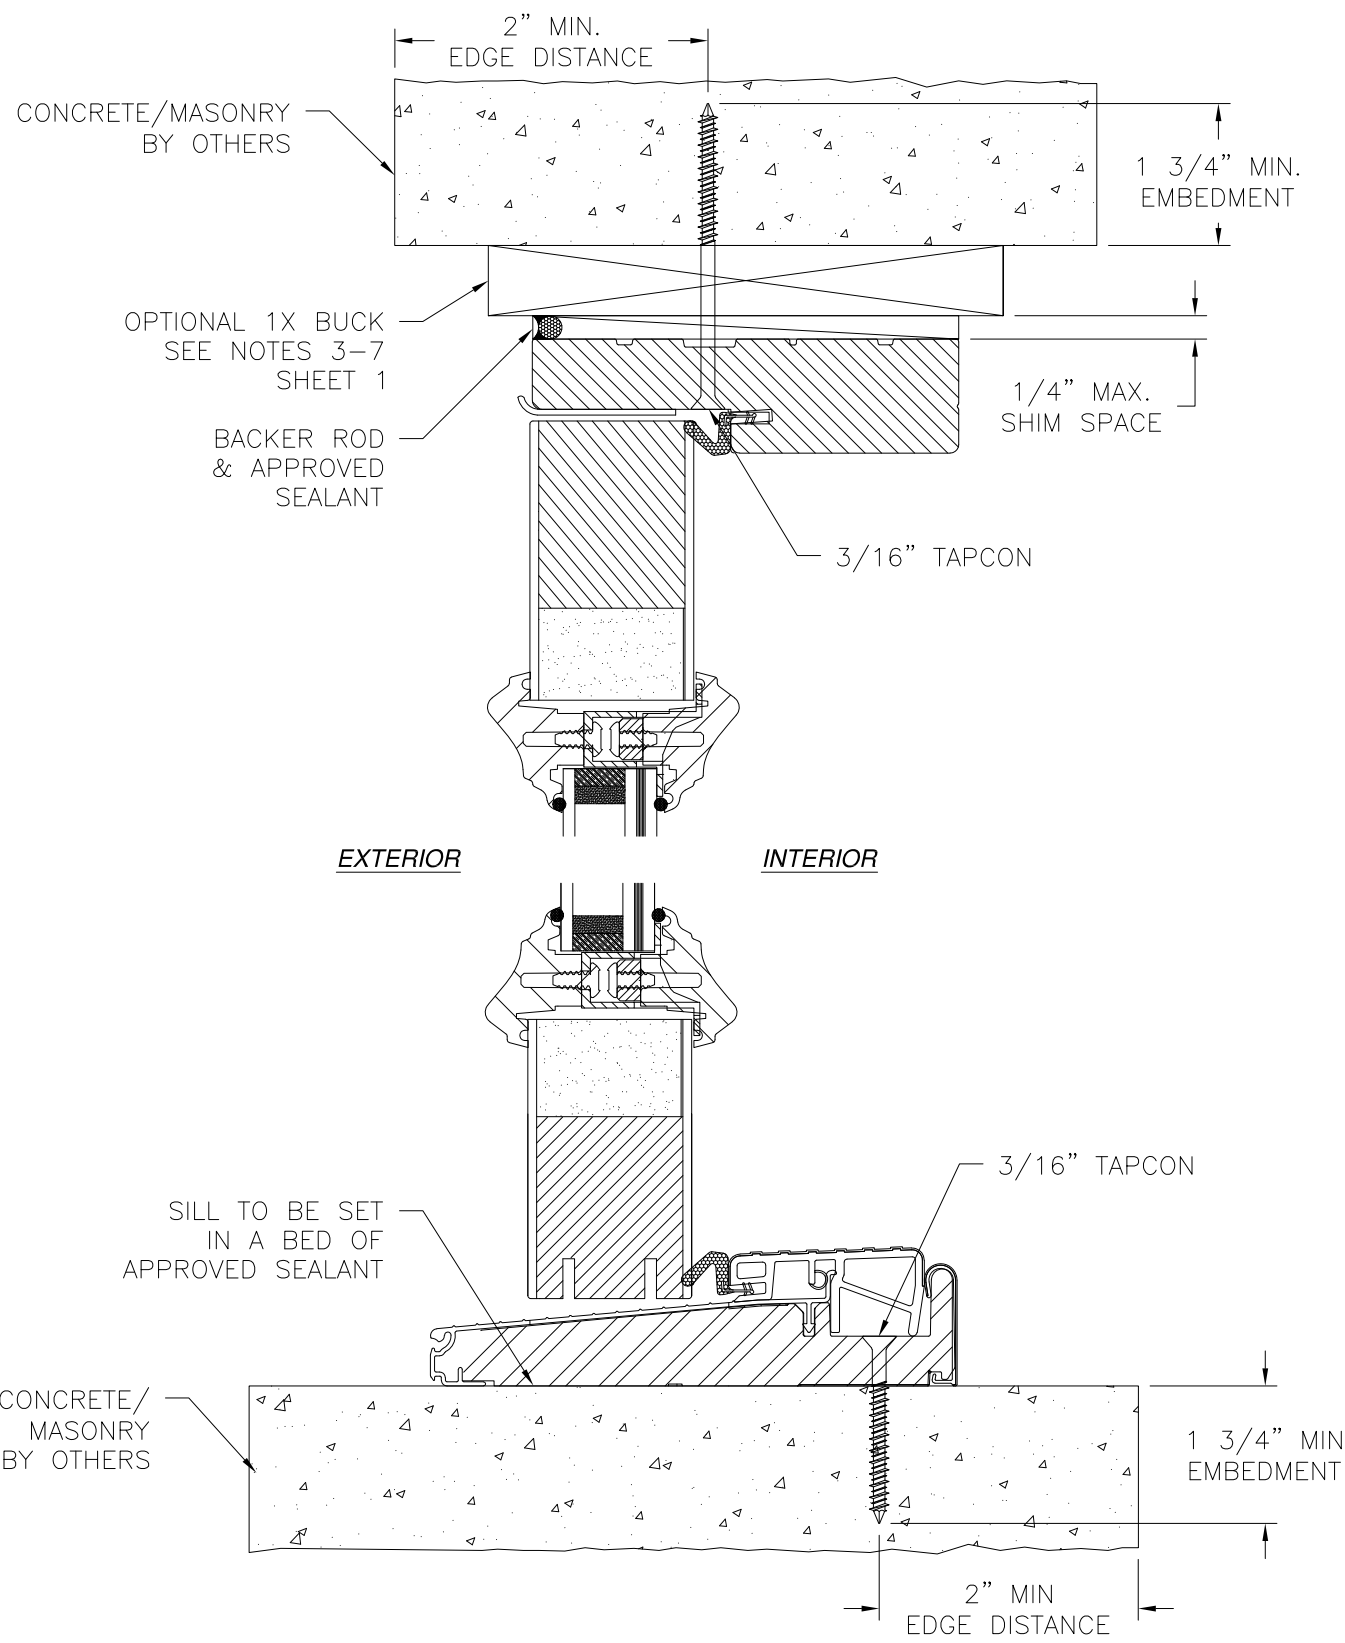 2” MIN.
EDGE DISTANCE
CONCRETE/MASONRY
BY OTHERS
1 3/4” MIN.
EMBEDMENT
OPTIONAL 1X BUCK
SEE NOTES 3–7
SHEET 1
1/4” MAX.
SHIM SPACE
BACKER ROD
& APPROVED
SEALANT
3/16” TAPCON
EXTERIOR
INTERIOR
3/16” TAPCON
SILL TO BE SET
IN A BED OF
APPROVED SEALANT
CONCRETE/
MASONRY
BY OTHERS
1 3/4” MIN
EMBEDMENT
2” MIN
EDGE DISTANCE